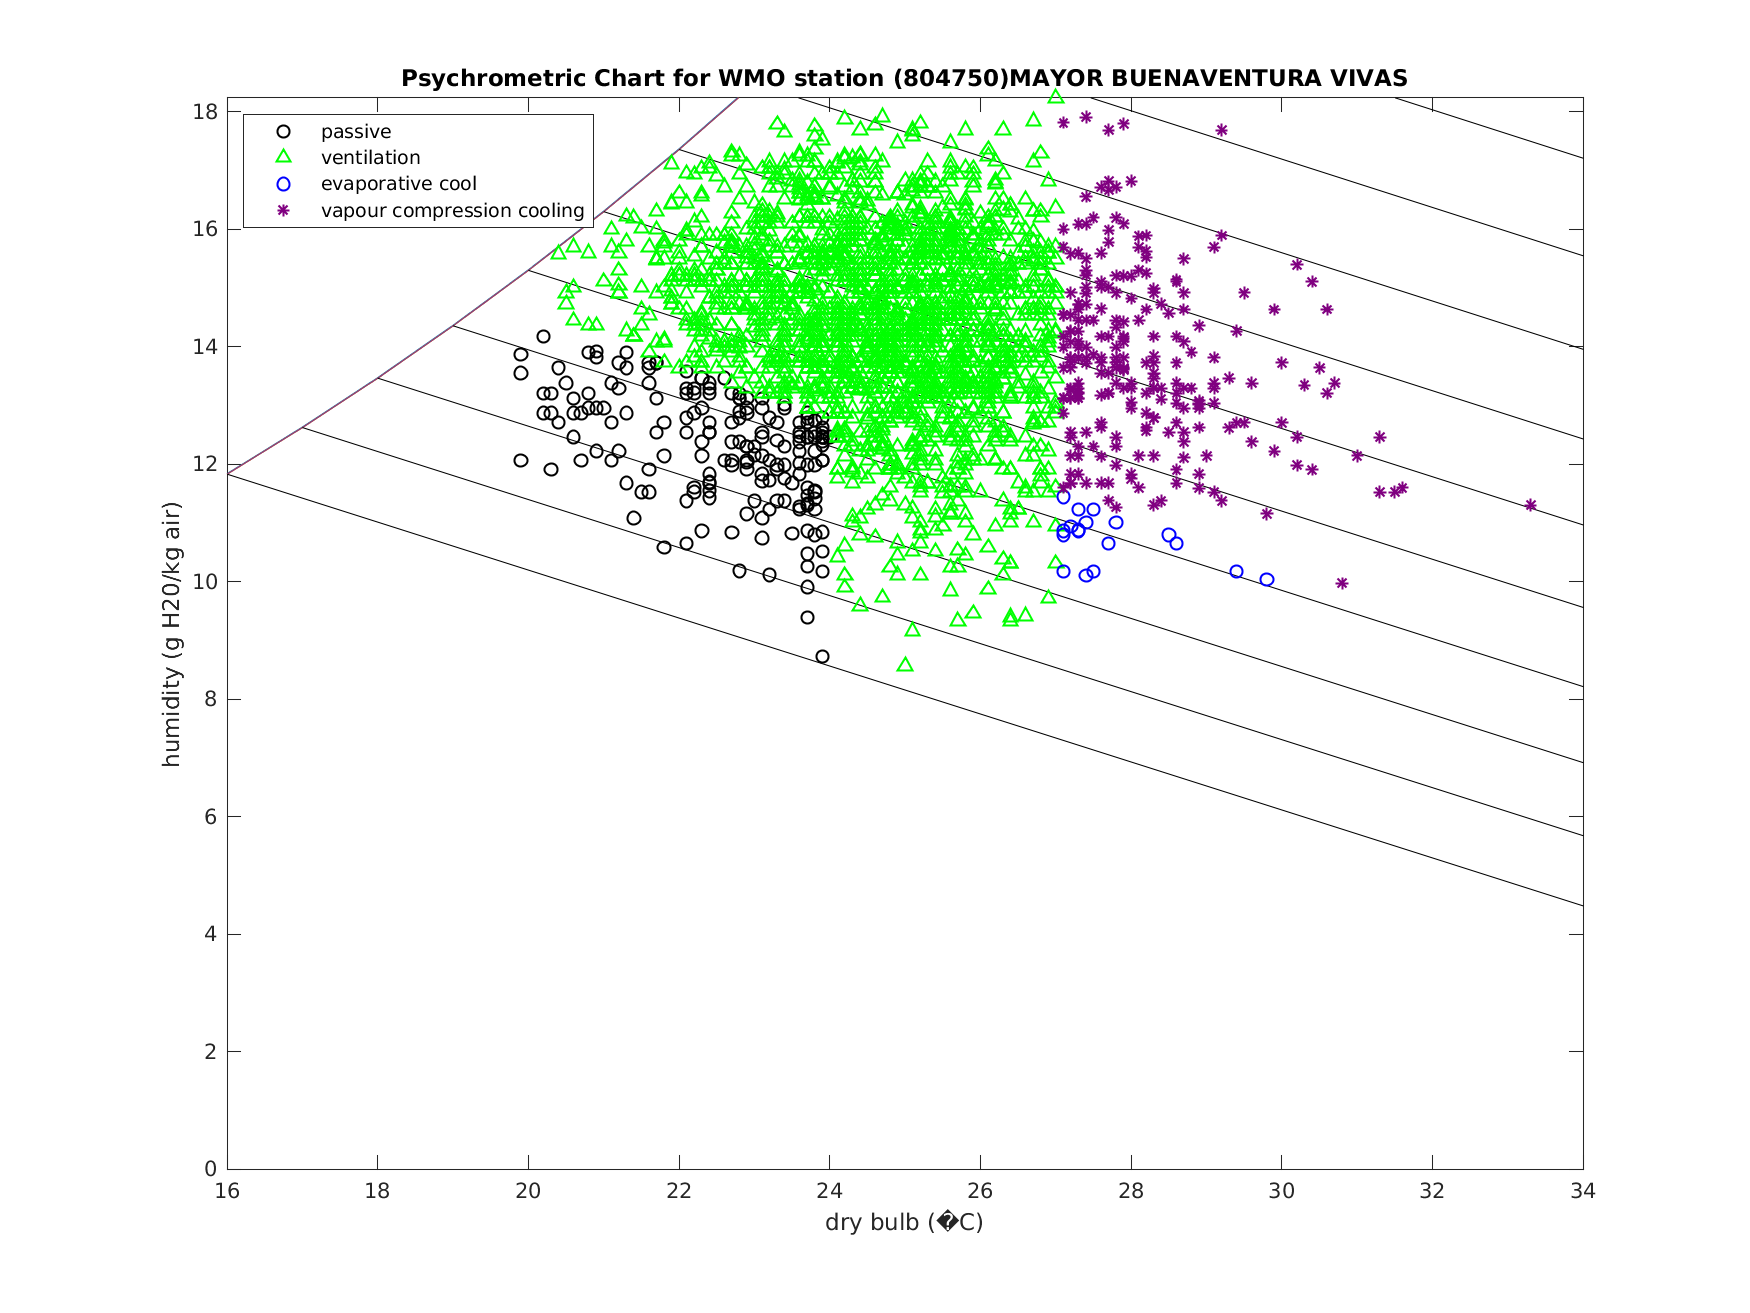 Psychrometric Chart for WMO station (804750)MAYOR BUENAVENTURA VIVAS
passive
ventilation
evaporative cool
vapour compression cooling
humidity (g H20/kg air)
18
16
14
12
10
8
6
4
2
0
16 18 20 22 24 26 28 30 32 34
dry bulb (�C)